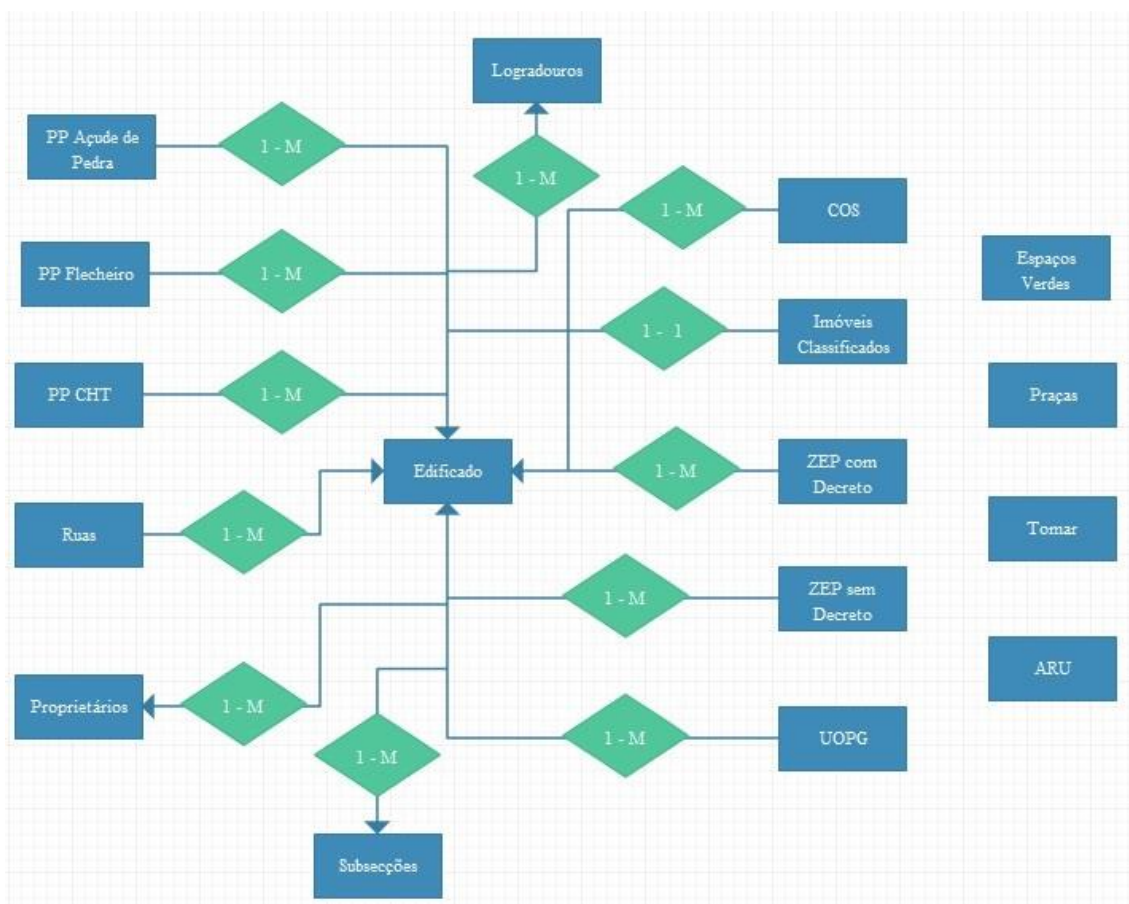 Logradouros
PP Açude de
Pedra
1 - M
1 - M
1 - M
COS
PP Flecheiro
1 - M
Espaços
Verdes
1 - 1
Imóveis
Classificados
PP CHT
1 - M
Praças
Edificado
1 - M
ZEP com
Decreto
Ruas
1 - M
Tomar
1 - M
ZEP sem
Decreto
ARU
Proprietários
1 - M
1 - M
1 - M
UOPG
Subsecções